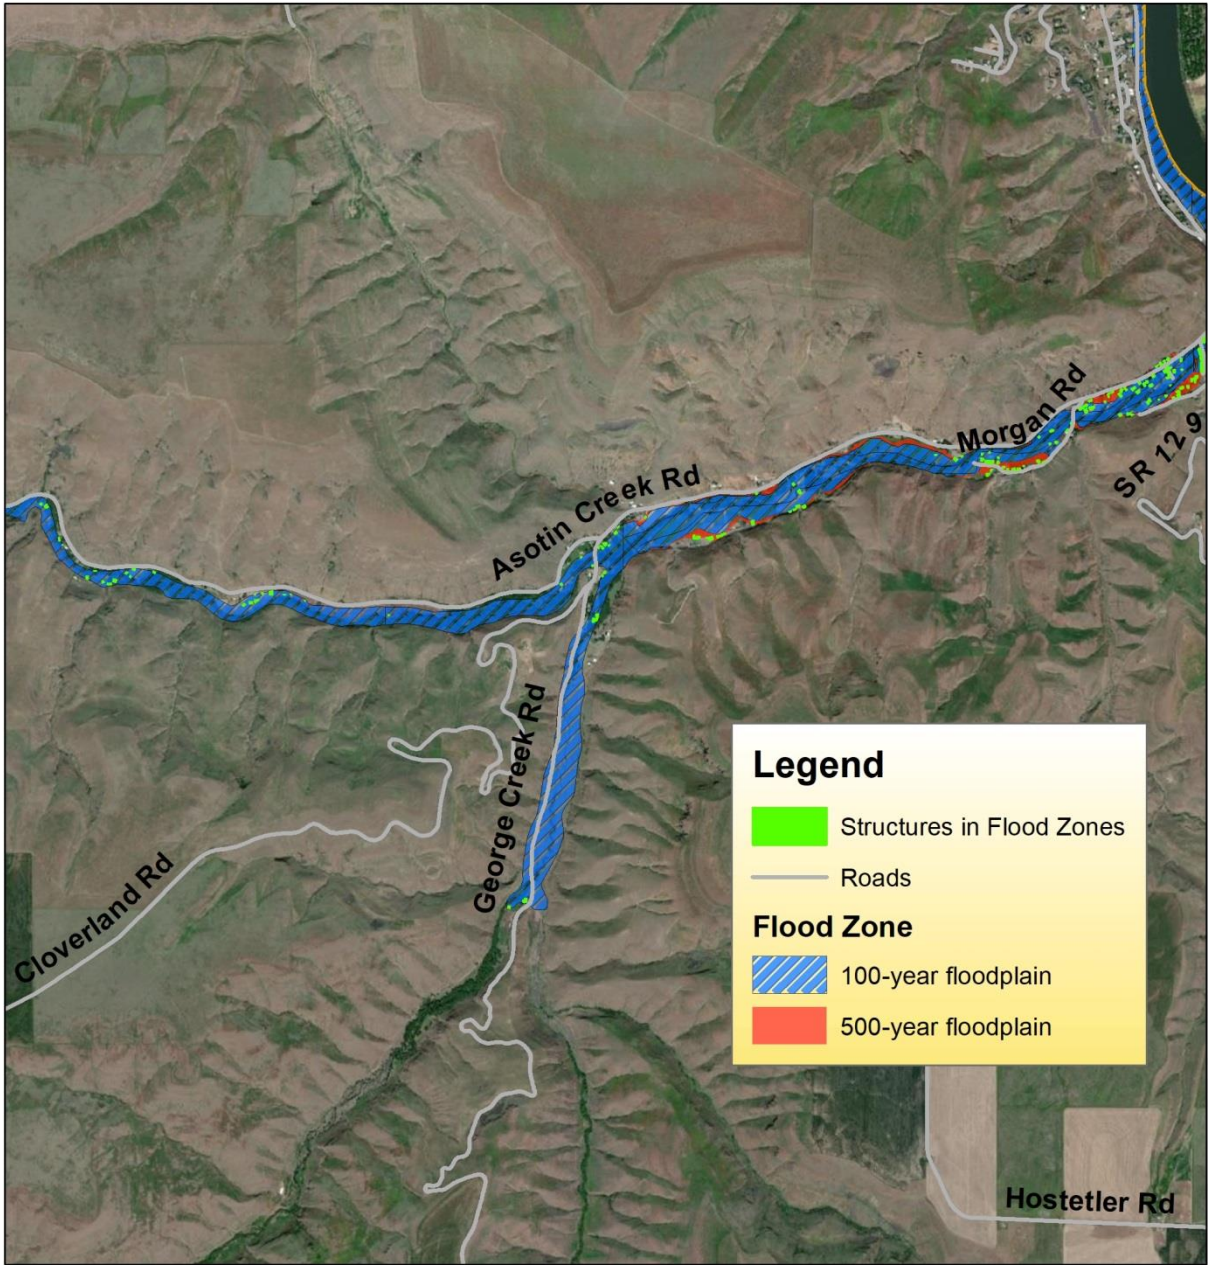 Morgan Rd
SR 129
Asotin Creek Rd
George Creek Rd
Cloverland Rd
Legend
Structures in Flood Zones
Roads
Flood Zone
100-year floodplain
500-year floodplain
Hostetler Rd